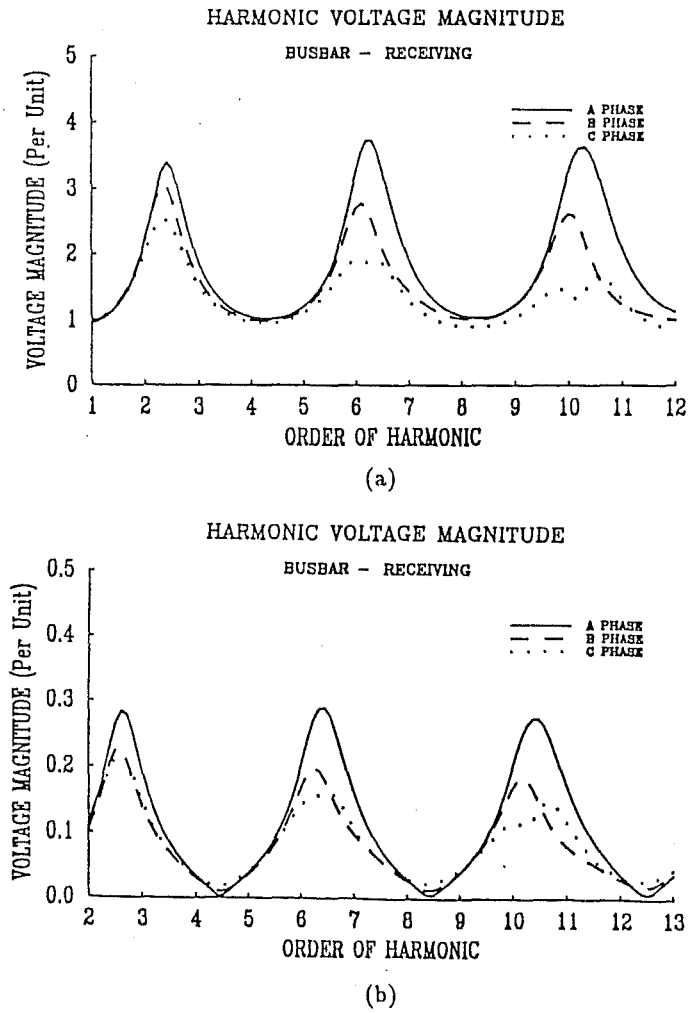 HARMONIC VOLTAGE MAGNITUDE
BUSBAR – RECEIVING
VOLTAGE MAGNITUDE (Per Unit)
5
4
3
2
1
0
A PHASE
B PHASE
C PHASE
1 2 3 4 5 6 7 8 9 10 11 12
ORDER OF HARMONIC
(a)
HARMONIC VOLTAGE MAGNITUDE
BUSBAR – RECEIVING
VOLTAGE MAGNITUDE (Per Unit)
0.5
0.4
0.3
0.2
0.1
0.0
A PHASE
B PHASE
C PHASE
2 3 4 5 6 7 8 9 10 11 12 13
ORDER OF HARMONIC
(b)